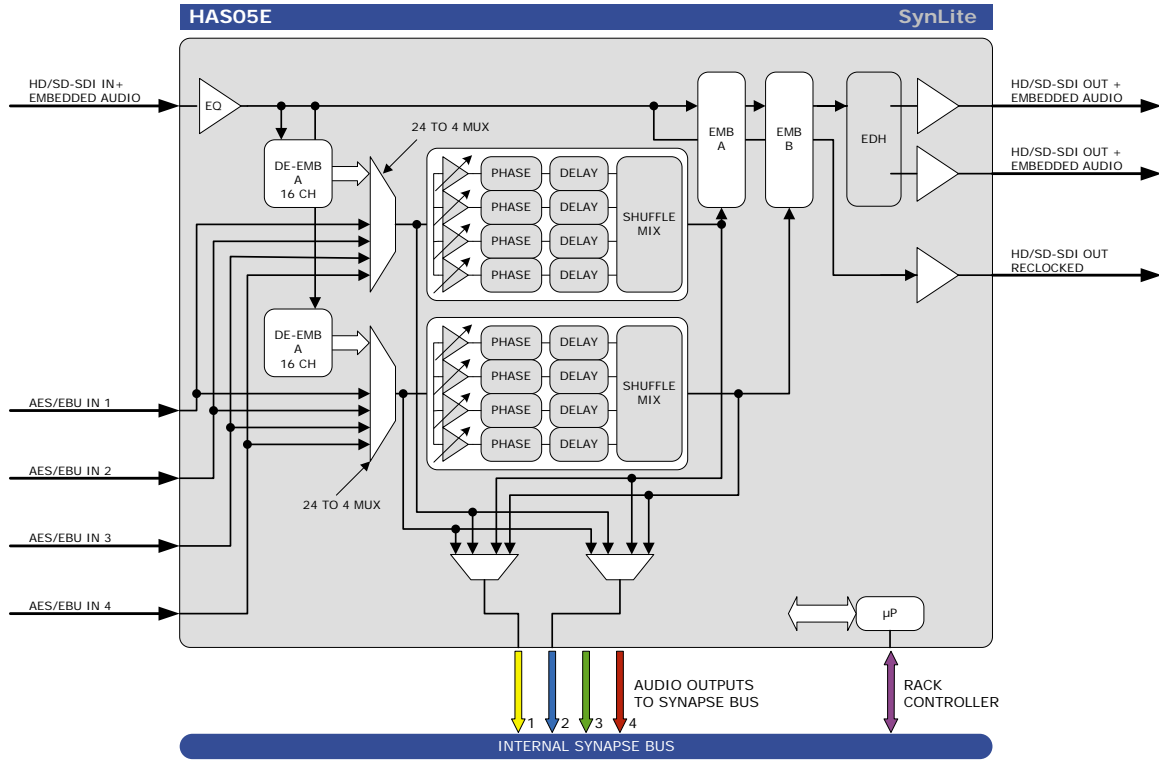 HAS05E
SynLite
HD/SD-SDI IN+
EMBEDDED AUDIO
EQ
24 TO 4 MUX
DE-EMB
A
16 CH
PHASE
DELAY
PHASE
DELAY
PHASE
DELAY
PHASE
DELAY
SHUFFLE
MIX
EMB
A
EMB
B
EDH
HD/SD-SDI OUT +
EMBEDDED AUDIO
HD/SD-SDI OUT +
EMBEDDED AUDIO
HD/SD-SDI OUT
RECLOCKED
DE-EMB
A
16 CH
PHASE
DELAY
PHASE
DELAY
PHASE
DELAY
PHASE
DELAY
SHUFFLE
MIX
24 TO 4 MUX
AES/EBU IN 1
AES/EBU IN 2
AES/EBU IN 3
AES/EBU IN 4
µP
1
2
3
4
AUDIO OUTPUTS
TO SYNAPSE BUS
RACK
CONTROLLER
INTERNAL SYNAPSE BUS